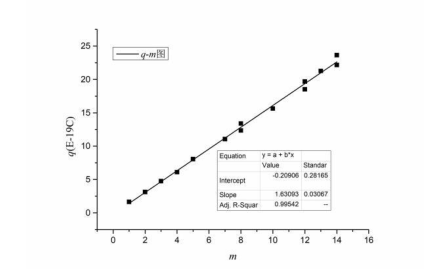 25
q-m图
20
15
10
5
0
q(E-19C)
Equation y = a + b*x
Value Standar
Intercept -0.20906 0.28165
Slope 1.63093 0.03067
Adj. R-Squar 0.99542 --
0 2 4 6 8 10 12 14 16
m